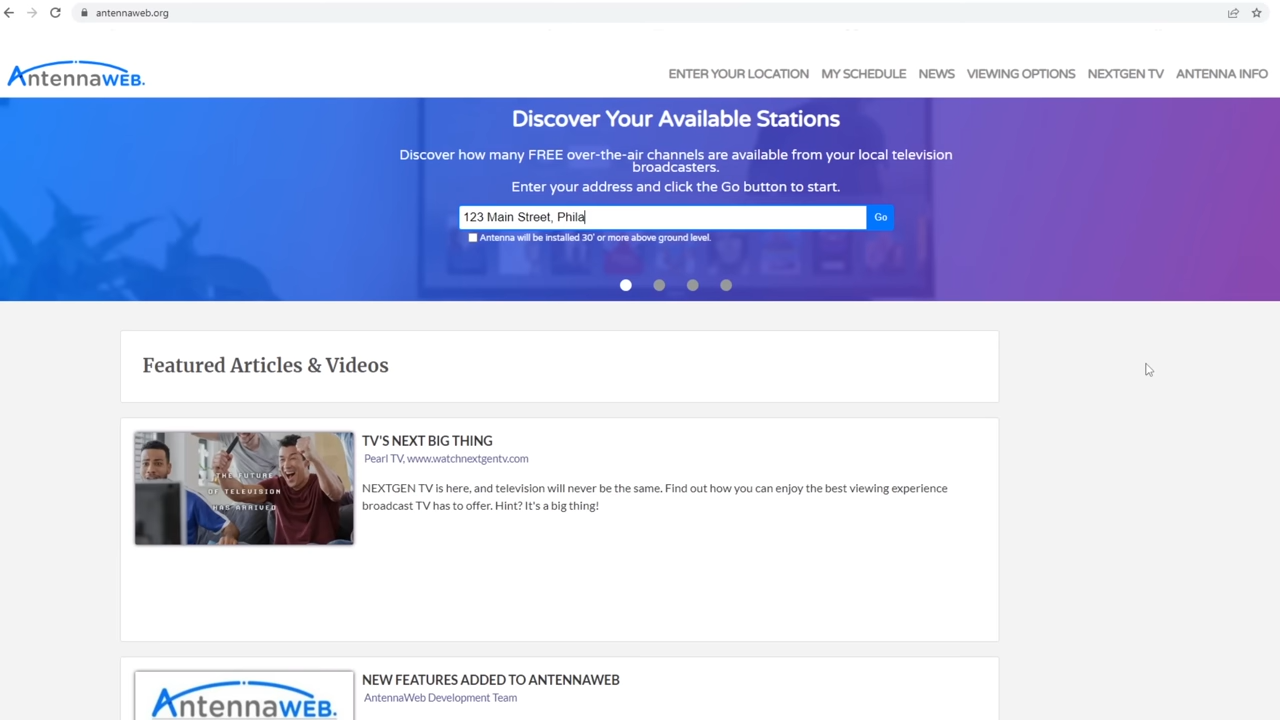 antennaweb.org
AntennaWEB.
ENTER YOUR LOCATION MY SCHEDULE NEWS VIEWING OPTIONS NEXTGEN TV ANTENNA INFO
Discover Your Available Stations
Discover how many FREE over-the-air channels are available from your local television
broadcasters.
Enter your address and click the Go button to start.
123 Main Street, Phila Go
Antenna will be installed 30' or more above ground level.
Featured Articles & Videos
THE FUTURE
OF TELEVISION
HAS ARRIVED
TV'S NEXT BIG THING
Pearl TV, www.watchnextgentv.com
NEXTGEN TV is here, and television will never be the same. Find out how you can enjoy the best viewing experience
broadcast TV has to offer. Hint? It's a big thing!
AntennaWEB.
NEW FEATURES ADDED TO ANTENNAWEB
AntennaWeb Development Team